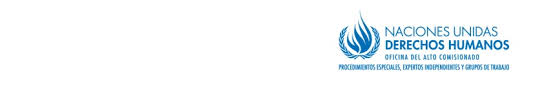 NACIONES UNIDAS
DERECHOS HUMANOS
OFICINA DEL ALTO COMISIONADO
PROCEDIMIENTOS ESPECIALES, EXPERTOS INDEPENDIENTES Y GRUPOS DE TRABAJO